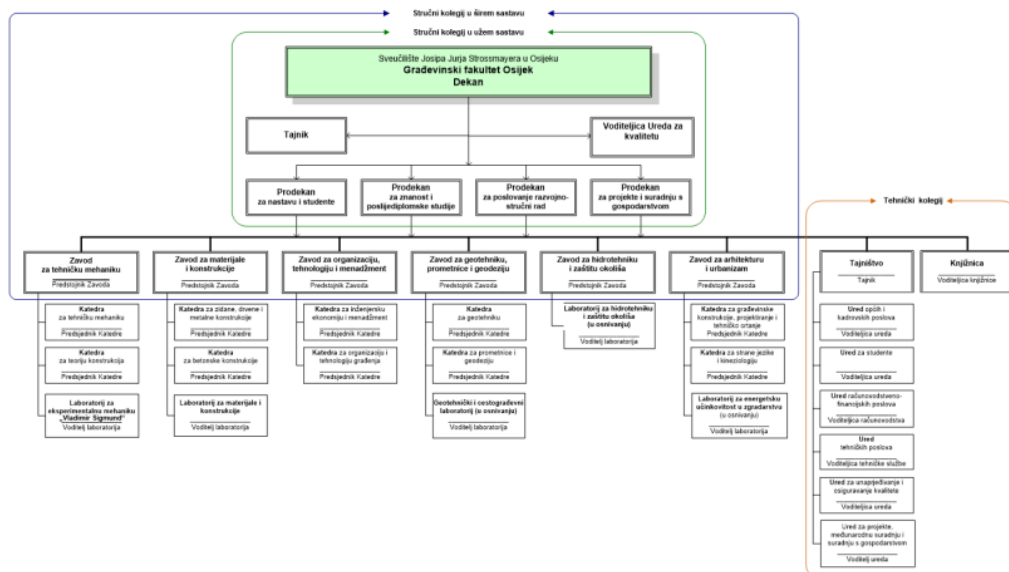 Stručni kolegij u širem sastavu
Stručni kolegij u užem sastavu
Sveučilište Josipa Jurja Strossmayera u Osijeku
Građevinski fakultet Osijek
Dekan
Tajnik
Voditeljica Ureda za
kvalitetu
Prodekan
za nastavu i studente
Prodekan
za znanost i
poslijediplomske studije
Prodekan
za poslovanje razvojno-
stručni rad
Prodekan
za projekte i suradnju s
gospodarstvom
Tehnički kolegij
Zavod
za tehničku mehaniku
Predstojnik Zavoda
Zavod za materijale
i konstrukcije
Predstojnik Zavoda
Zavod za organizaciju,
tehnologiju i menadžment
Predstojnik Zavoda
Zavod za geotehniku,
prometnice i geodeziju
Predstojnik Zavoda
Zavod za hidrotehniku
i zaštitu okoliša
Predstojnik Zavoda
Zavod za arhitekturu
i urbanizam
Predstojnik Zavoda
Tajništvo
Tajnik
Knjižnica
Voditeljica knjižnice
Katedra
za tehničku mehaniku
Predsjednik Katedre
Katedra
za teoriju konstrukcija
Predsjednik Katedre
Laboratorij za
eksperimentalnu mehaniku
„Vladimir Sigmund"
Voditelj laboratorija
Katedra za zidane, drvene i
metalne konstrukcije
Predsjednik Katedre
Katedra
za betonske konstrukcije
Predsjednik Katedre
Laboratorij za materijale i
konstrukcije
Voditelj laboratorija
Katedra za inženjersku
ekonomiju i menadžment
Predsjednik Katedre
Katedra za organizaciju i
tehnologiju građenja
Predsjednik Katedre
Katedra
za geotehniku
Predsjednik Katedre
Katedra za prometnice i
geodeziju
Predsjednik Katedre
Geotehnički i cestograđevni
laboratorij (u osnivanju)
Voditelj laboratorija
Laboratorij za hidrotehniku
i zaštitu okoliša
(u osnivanju)
Voditelj laboratorija
Katedra za građevinske
konstrukcije, projektiranje i
tehničko crtanje
Predsjednik Katedre
Katedra za strane jezike i
kineziologiju
Predsjednik Katedre
Laboratorij za energetsku
učinkovitost u zgradarstvu
(u osnivanju)
Voditelj laboratorija
Ured općih i
kadrovskih poslova
Voditeljica ureda
Ured za studente
Voditeljica ureda
Ured računovodstveno-
financijskih poslova
Voditeljica računovodstva
Ured
tehničkih poslova
Voditeljica tehničke službe
Ured za unaprjeđivanje i
osiguravanje kvalitete
Voditeljica ureda
Ured za projekte,
međunarodnu suradnju i
suradnju s gospodarstvom
Voditelj ureda